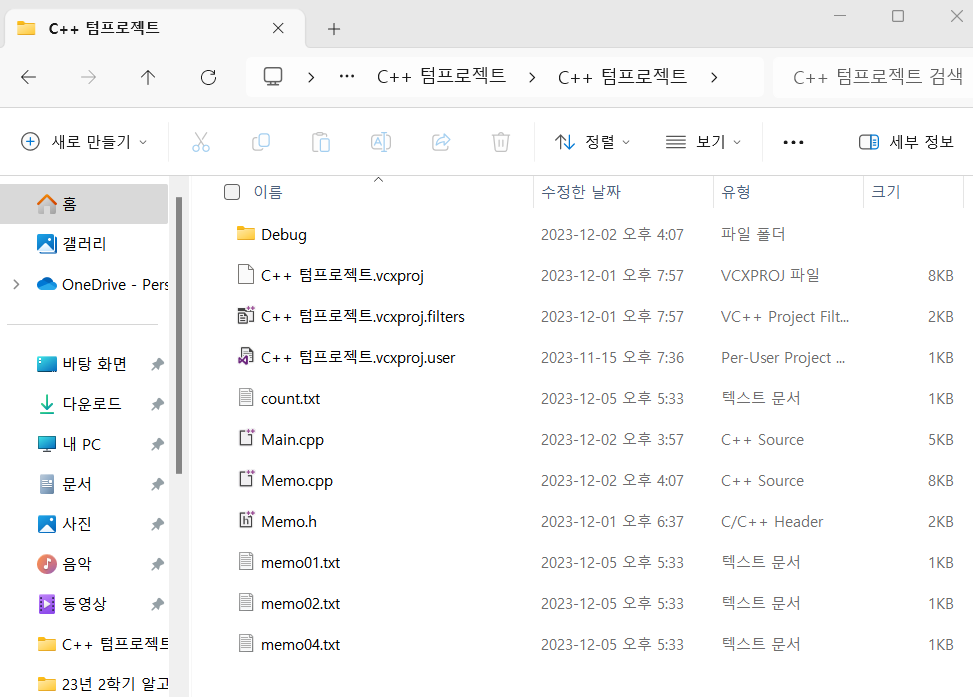 C++ 텀프로젝트
C++ 텀프로젝트 C++ 텀프로젝트 C++ 텀프로젝트 검색
새로 만들기 정렬 보기 세부 정보
홈
갤러리
OneDrive - Pers
바탕 화면
다운로드
내 PC
문서
사진
음악
동영상
C++ 텀프로젝트
23년 2학기 알고
이름 수정한 날짜 유형 크기
Debug 2023-12-02 오후 4:07 파일 폴더
C++ 텀프로젝트.vcxproj 2023-12-01 오후 7:57 VCXPROJ 파일 8KB
C++ 텀프로젝트.vcxproj.filters 2023-12-01 오후 7:57 VC++ Project Filt... 2KB
C++ 텀프로젝트.vcxproj.user 2023-11-15 오후 7:36 Per-User Project ... 1KB
count.txt 2023-12-05 오후 5:33 텍스트 문서 1KB
Main.cpp 2023-12-02 오후 3:57 C++ Source 5KB
Memo.cpp 2023-12-02 오후 4:07 C++ Source 8KB
Memo.h 2023-12-01 오후 6:37 C/C++ Header 2KB
memo01.txt 2023-12-05 오후 5:33 텍스트 문서 1KB
memo02.txt 2023-12-05 오후 5:33 텍스트 문서 1KB
memo04.txt 2023-12-05 오후 5:33 텍스트 문서 1KB